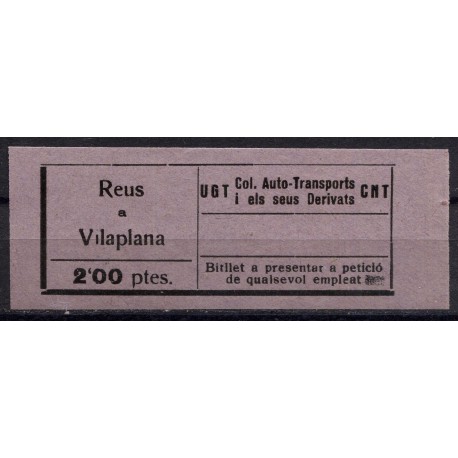 Reus
a
Vilaplana
2'00 ptes.
UGT Col. Auto-Transports CNT
i els seus Derivats
Bitllet a presentar a petició
de qualsevol empleat